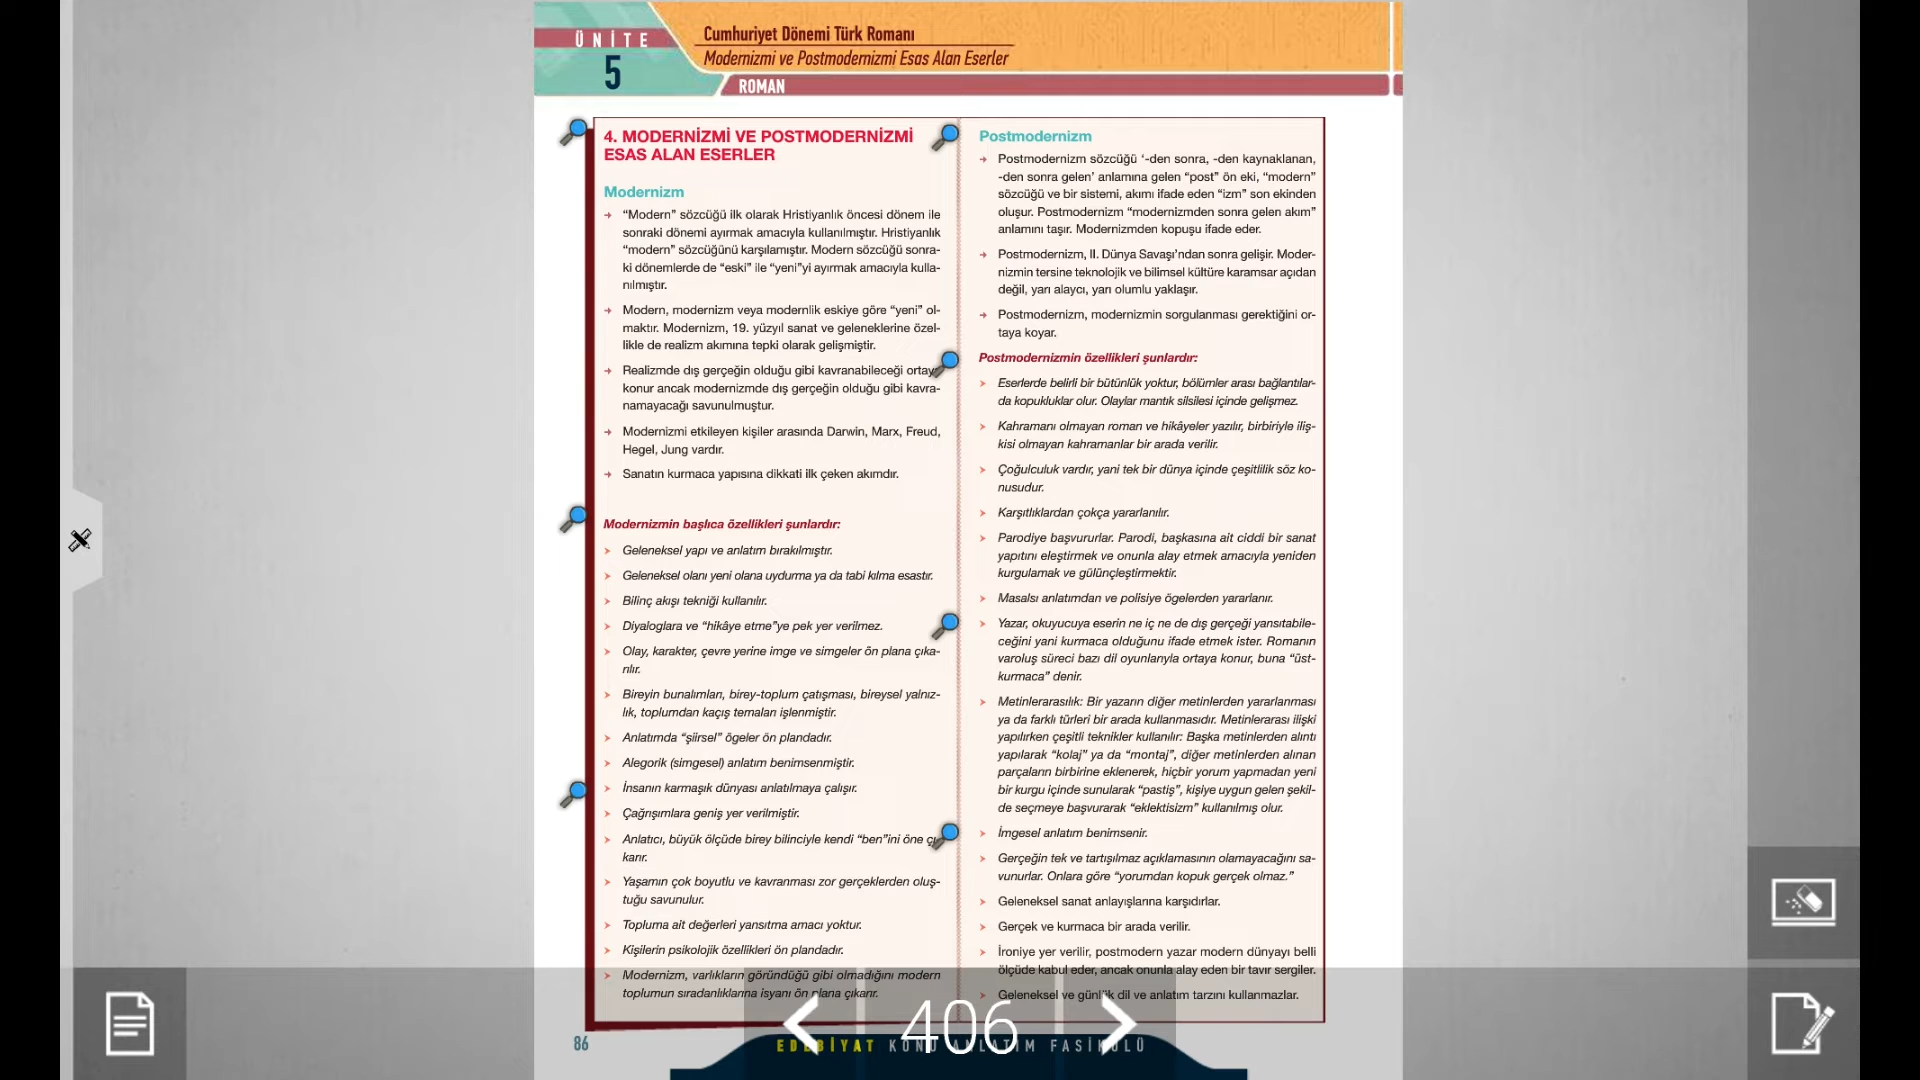 ÜNİTE
5
Cumhuriyet Dönemi Türk Romanı
Modernizmi ve Postmodernizmi Esas Alan Eserler
ROMAN
4. MODERNİZMİ VE POSTMODERNİZMİ
ESAS ALAN ESERLER
Modernizm
“Modern” sözcüğü ilk olarak Hristiyanlık öncesi dönem ile
sonraki dönemi ayırmak amacıyla kullanılmıştır. Hristiyanlık
“modern” sözcüğünü karşılamıştır. Modern sözcüğü sonra-
ki dönemlerde de “eski” ile “yeni”yi ayırmak amacıyla kulla-
nılmıştır.
Modern, modernizm veya modernlik eskiye göre “yeni” ol-
maktır. Modernizm, 19. yüzyıl sanat ve geleneklerine özel-
likle de realizm akımına tepki olarak gelişmiştir.
Realizmde dış gerçeğin olduğu gibi kavranabileceği ortaya
konur ancak modernizmde dış gerçeğin olduğu gibi kavra-
namayacağı savunulmuştur.
Modernizmi etkileyen kişiler arasında Darwin, Marx, Freud,
Hegel, Jung vardır.
Sanatın kurmaca yapısına dikkati ilk çeken akımdır.
Modernizmin başlıca özellikleri şunlardır:
Geleneksel yapı ve anlatım bırakılmıştır.
Geleneksel olanı yeni olana uydurma ya da tabi kılma esastır.
Bilinç akışı tekniği kullanılır.
Diyaloglara ve “hikâye etme”ye pek yer verilmez.
Olay, karakter, çevre yerine imge ve simgeler ön plana çıka-
rılır.
Bireyin bunalımları, birey-toplum çatışması, bireysel yalnız-
lık, toplumdan kaçış temaları işlenmiştir.
Anlatımda “şiirsel” ögeler ön plandadır.
Alegorik (simgesel) anlatım benimsenmiştir.
İnsanın karmaşık dünyası anlatılmaya çalışır.
Çağrışımlara geniş yer verilmiştir.
Anlatıcı, büyük ölçüde birey bilinciyle kendi “ben”ini öne çı-
karır.
Yaşamın çok boyutlu ve kavranması zor gerçeklerden oluş-
tuğu savunulur.
Topluma ait değerleri yansıtma amacı yoktur.
Kişilerin psikolojik özellikleri ön plandadır.
Modernizm, varlıkların göründüğü gibi olmadığını modern
toplumun sıradanlıklarına isyanı ön plana çıkarır.
Postmodernizm
Postmodernizm sözcüğü ‘-den sonra, -den kaynaklanan,
-den sonra gelen’ anlamına gelen “post” ön eki, “modern”
sözcüğü ve bir sistemi, akımı ifade eden “izm” son ekinden
oluşur. Postmodernizm “modernizmden sonra gelen akım”
anlamını taşır. Modernizmden kopuşu ifade eder.
Postmodernizm, II. Dünya Savaşı’ndan sonra gelişir. Moder-
nizmin tersine teknolojik ve bilimsel kültüre karamsar açıdan
değil, yarı alaycı, yarı olumlu yaklaşır.
Postmodernizm, modernizmin sorgulanması gerektiğini or-
taya koyar.
Postmodernizmin özellikleri şunlardır:
Eserlerde belirli bir bütünlük yoktur, bölümler arası bağlantılar-
da kopukluklar olur. Olaylar mantık silsilesi içinde gelişmez.
Kahramanı olmayan roman ve hikâyeler yazılır, birbiriyle iliş-
kisi olmayan kahramanlar bir arada verilir.
Çoğulculuk vardır, yani tek bir dünya içinde çeşitlilik söz ko-
nusudur.
Karşıtlıklardan çokça yararlanılır.
Parodiye başvururlar. Parodi, başkasına ait ciddi bir sanat
yapıtını eleştirmek ve onunla alay etmek amacıyla yeniden
kurgulamak ve gülünçleştirmektir.
Masalsı anlatımdan ve polisiye ögelerden yararlanır.
Yazar, okuyucuya eserin ne iç ne de dış gerçeği yansıtabile-
ceğini yani kurmaca olduğunu ifade etmek ister. Romanın
varoluş süreci bazı dil oyunlarıyla ortaya konur, buna “üst-
kurmaca” denir.
Metinlerarasılık: Bir yazarın diğer metinlerden yararlanması
ya da farklı türleri bir arada kullanmasıdır. Metinlerarası ilişki
yapılırken çeşitli teknikler kullanılır: Başka metinlerden alıntı
yapılarak “kolaj” ya da “montaj”, diğer metinlerden alınan
parçaların birbirine eklenerek, hiçbir yorum yapmadan yeni
bir kurgu içinde sunularak “pastiş”, kişiye uygun gelen şekil-
de seçmeye başvurarak “eklektisizm” kullanılmış olur.
İmgesel anlatım benimsenir.
Gerçeğin tek ve tartışılmaz açıklamasının olamayacağını sa-
vunurlar. Onlara göre “yorumdan kopuk gerçek olmaz.”
Geleneksel sanat anlayışlarına karşıdırlar.
Gerçek ve kurmaca bir arada verilir.
İroniye yer verilir, postmodern yazar modern dünyayı belli
ölçüde kabul eder, ancak onunla alay eden bir tavır sergiler.
Geleneksel ve günlük dil ve anlatım tarzını kullanmazlar.
406
86
EDEBİYAT KONU ANLATIM FASİKÜLÜ